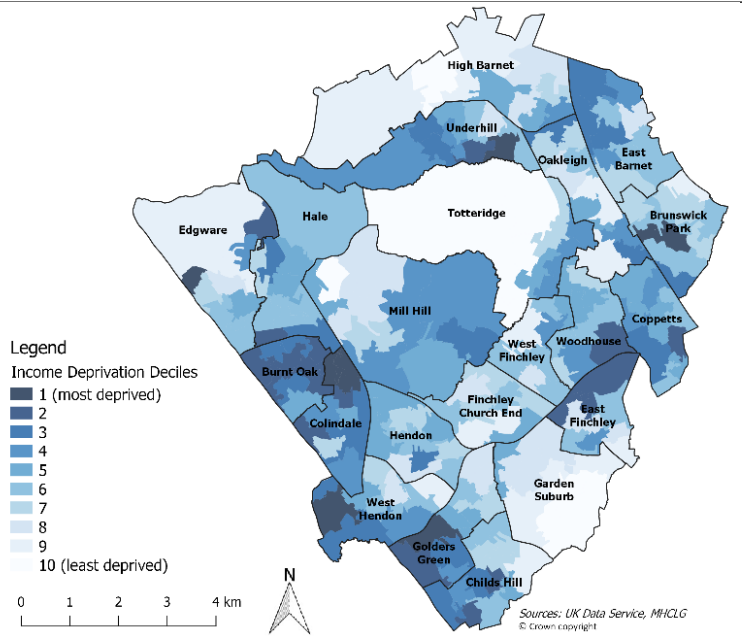 High Barnet
Underhill
Oakleigh
East
Barnet
Hale
Totteridge
Edgware
Brunswick
Park
Mill Hill
Coppetts
West
Finchley
Woodhouse
Legend
Income Deprivation Deciles
1 (most deprived)
2
3
4
5
6
7
8
9
10 (least deprived)
Burnt Oak
Finchley
Church End
East
Finchley
Colindale
Hendon
Garden
Suburb
West
Hendon
Golders
Green
Childs Hill
N
0 1 2 3 4 km
Sources: UK Data Service, MHCLG
© Crown copyright